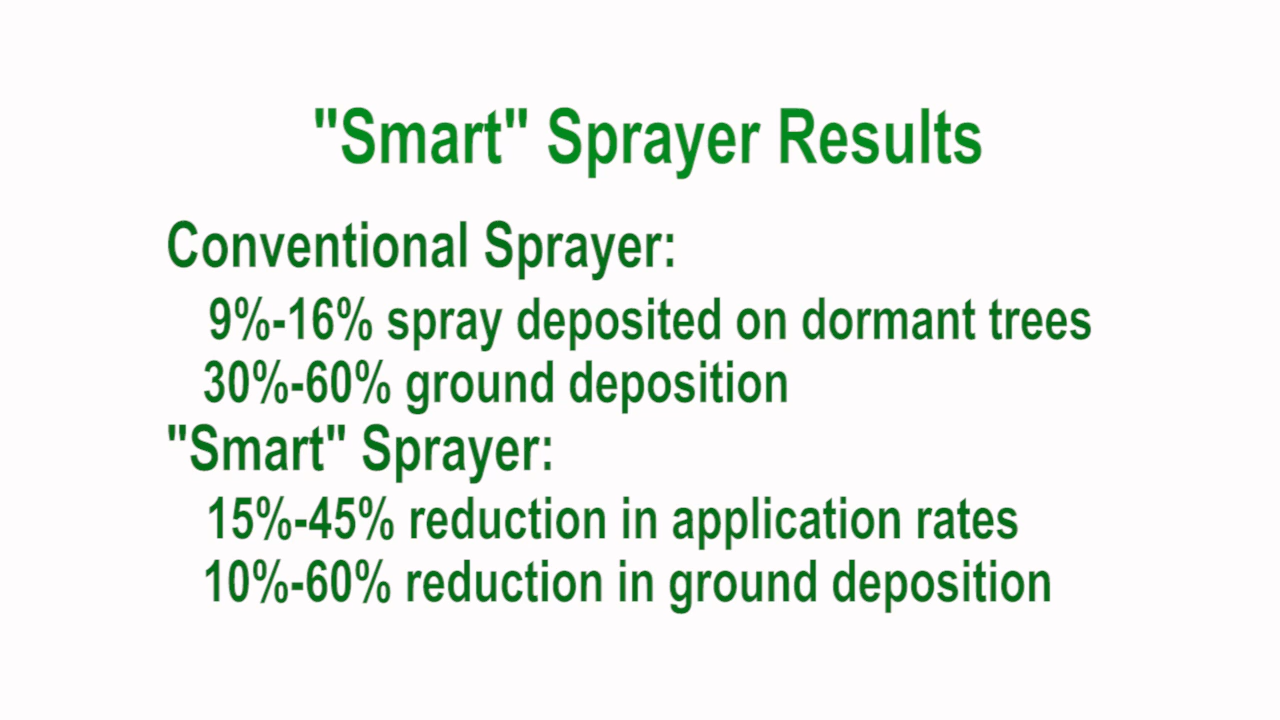 "Smart" Sprayer Results
Conventional Sprayer:
9%-16% spray deposited on dormant trees
30%-60% ground deposition
"Smart" Sprayer:
15%-45% reduction in application rates
10%-60% reduction in ground deposition